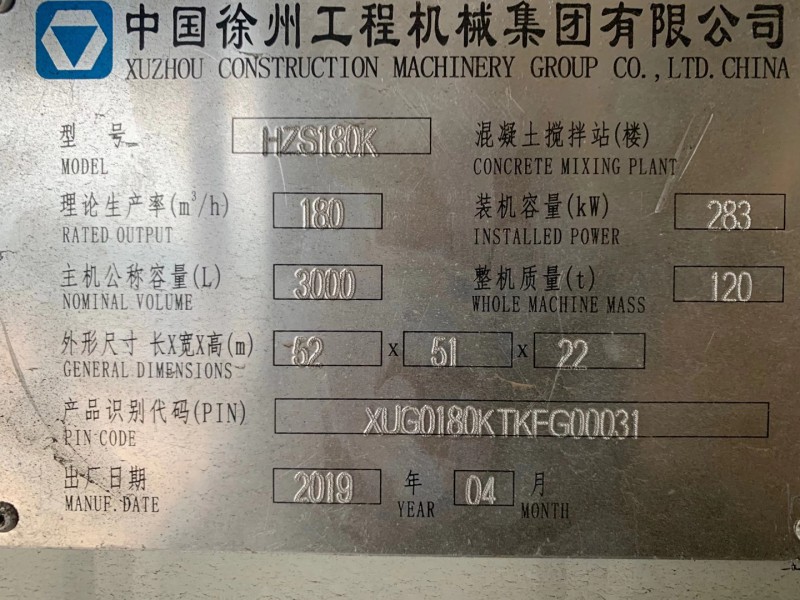 中国徐州工程机械集团有限公司
XUZHOU CONSTRUCTION MACHINERY GROUP CO.,LTD.CHINA
型 号 HZS180K 混凝土搅拌站(楼)
MODEL CONCRETE MIXING PLANT
理论生产率(m³/h) 180 装机容量(kW) 283
RATED OUTPUT INSTALLED POWER
主机公称容量(L) 3000 整机质量(t) 120
NOMINAL VOLUME WHOLE MACHINE MASS
外形尺寸 长X宽X高(m) 52 x 51 x 22
GENERAL DIMENSIONS
产品识别代码(PIN) XUG0180KTKFG00031
PIN CODE
出厂日期 2019 年 04 月
MANUF.DATE YEAR MONTH